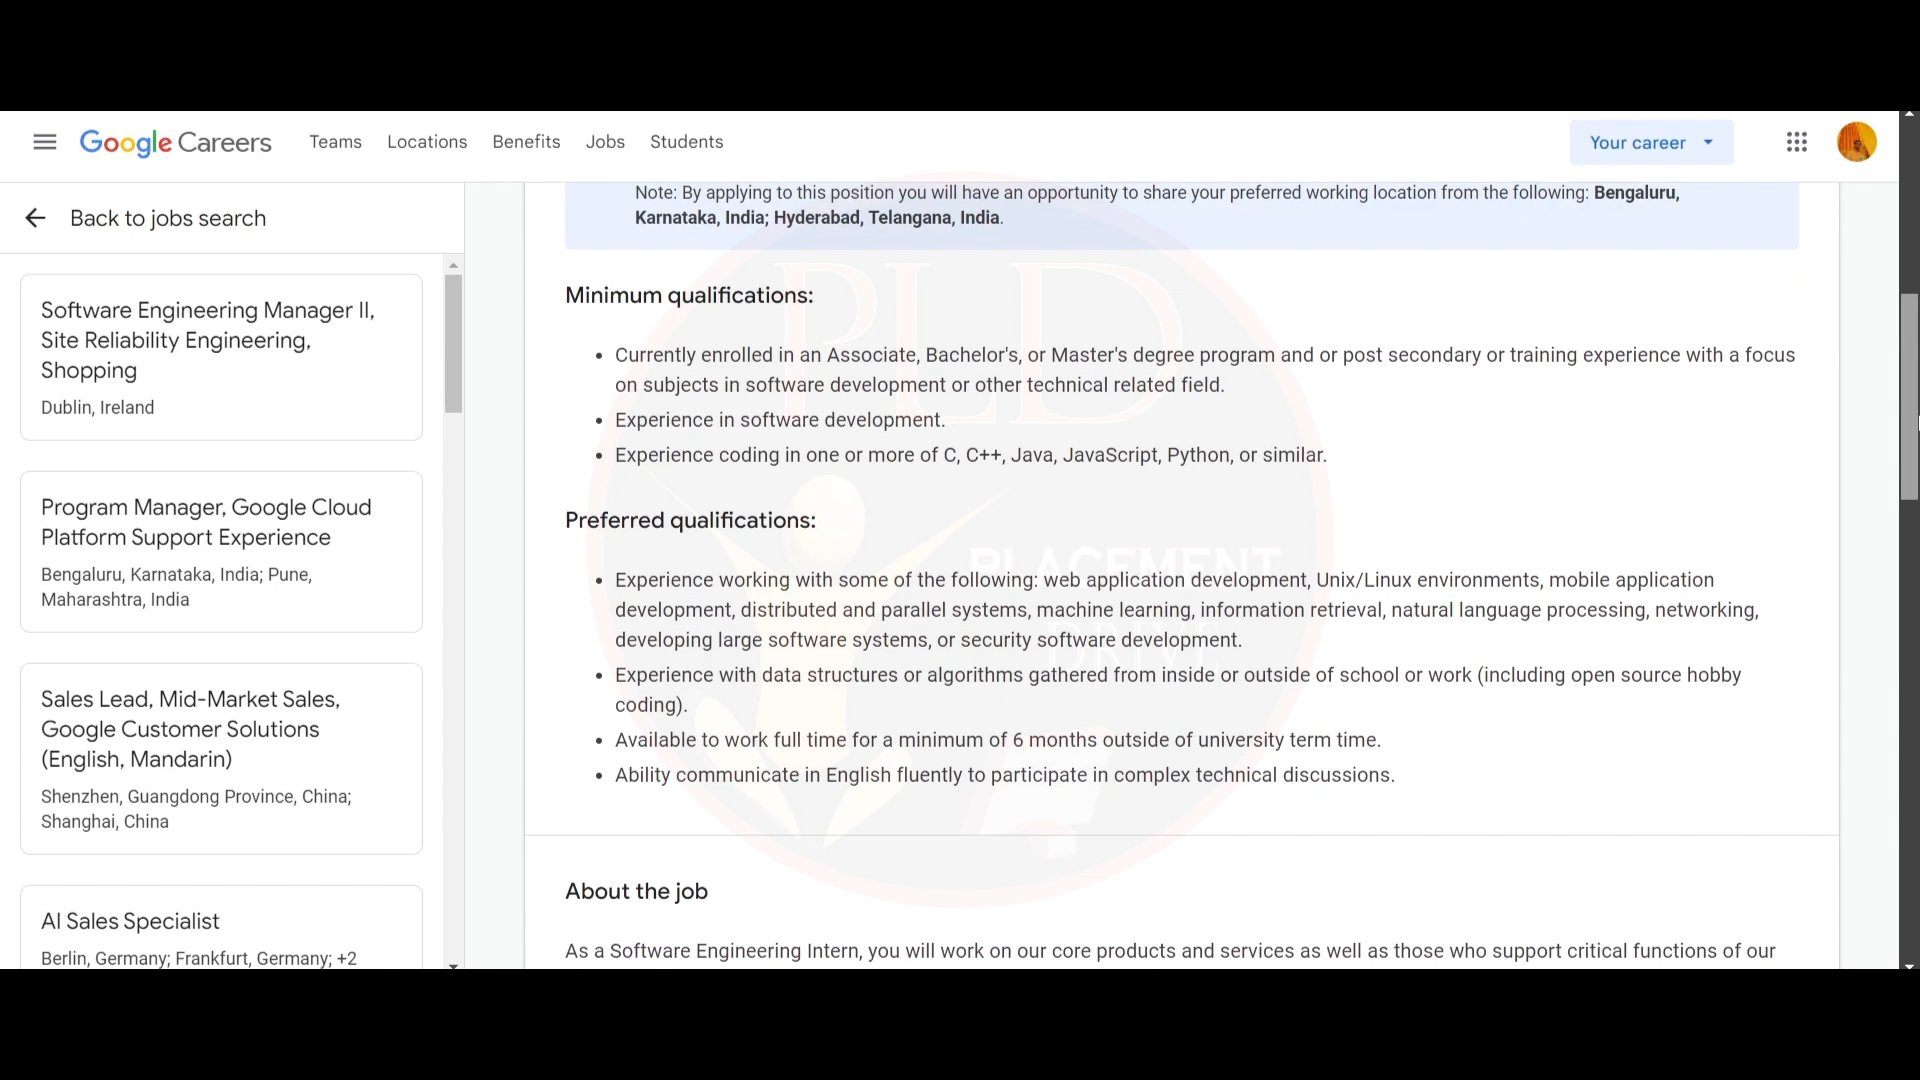 Google Careers Teams Locations Benefits Jobs Students Your career
Back to jobs search
Software Engineering Manager II,
Site Reliability Engineering,
Shopping
Dublin, Ireland
Program Manager, Google Cloud
Platform Support Experience
Bengaluru, Karnataka, India; Pune,
Maharashtra, India
Sales Lead, Mid-Market Sales,
Google Customer Solutions
(English, Mandarin)
Shenzhen, Guangdong Province, China;
Shanghai, China
AI Sales Specialist
Berlin, Germany; Frankfurt, Germany; +2
Note: By applying to this position you will have an opportunity to share your preferred working location from the following: Bengaluru,
Karnataka, India; Hyderabad, Telangana, India.
Minimum qualifications:
• Currently enrolled in an Associate, Bachelor's, or Master's degree program and or post secondary or training experience with a focus
on subjects in software development or other technical related field.
• Experience in software development.
• Experience coding in one or more of C, C++, Java, JavaScript, Python, or similar.
Preferred qualifications:
• Experience working with some of the following: web application development, Unix/Linux environments, mobile application
development, distributed and parallel systems, machine learning, information retrieval, natural language processing, networking,
developing large software systems, or security software development.
• Experience with data structures or algorithms gathered from inside or outside of school or work (including open source hobby
coding).
• Available to work full time for a minimum of 6 months outside of university term time.
• Ability communicate in English fluently to participate in complex technical discussions.
About the job
As a Software Engineering Intern, you will work on our core products and services as well as those who support critical functions of our
PLD
PLACEMENT
DRIVE